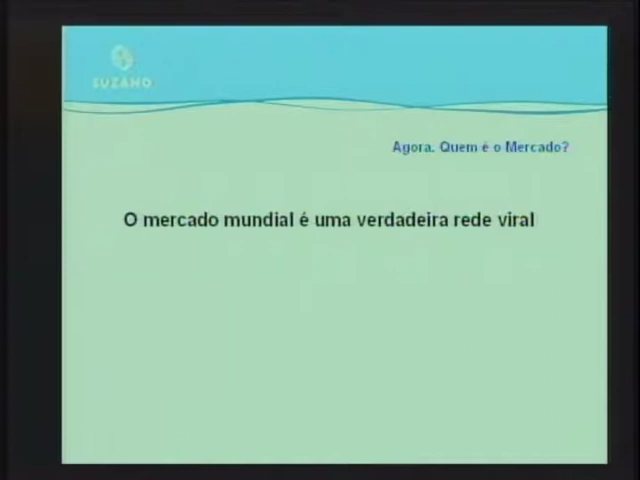 SUZANO
Agora. Quem é o Mercado?
O mercado mundial é uma verdadeira rede viral